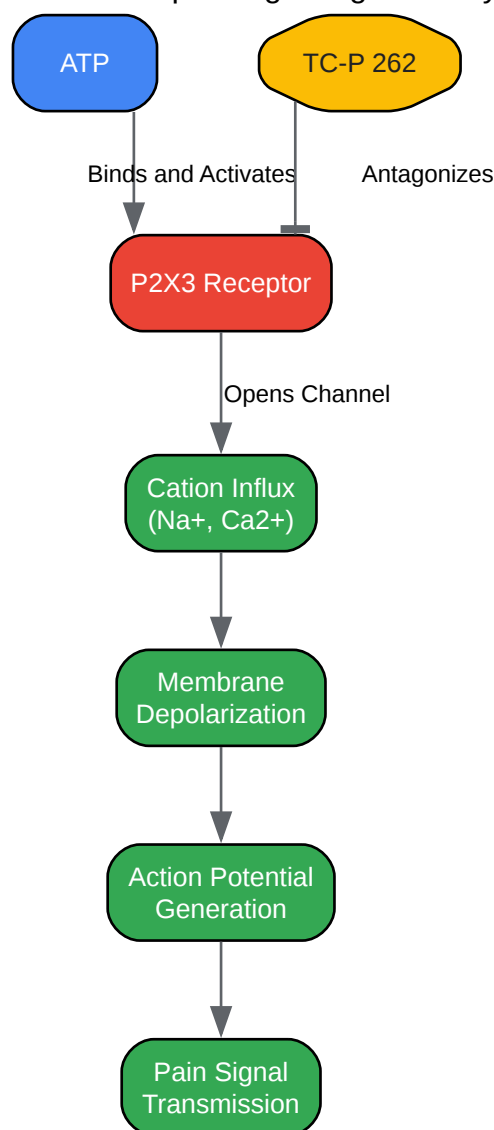 ATP
TC-P 262
Binds and Activates
Antagonizes
P2X3 Receptor
Opens Channel
Cation Influx
(Na+, Ca2+)
Membrane
Depolarization
Action Potential
Generation
Pain Signal
Transmission